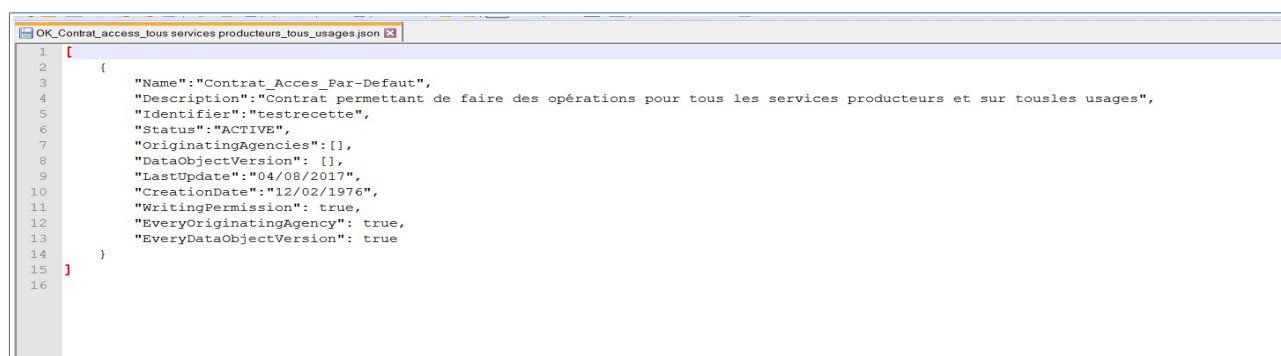 OK_Contrat_access_tous services producteurs_tous_usages.json
1 [
2 {
3 "Name":"Contrat_Acces_Par-Defaut",
4 "Description":"Contrat permettant de faire des opérations pour tous les services producteurs et sur tousles usages",
5 "Identifier":"testrecette",
6 "Status":"ACTIVE",
7 "OriginatingAgencies":[],
8 "DataObjectVersion": [],
9 "LastUpdate":"04/08/2017",
10 "CreationDate":"12/02/1976",
11 "WritingPermission": true,
12 "EveryOriginatingAgency": true,
13 "EveryDataObjectVersion": true
14 }
15 ]
16